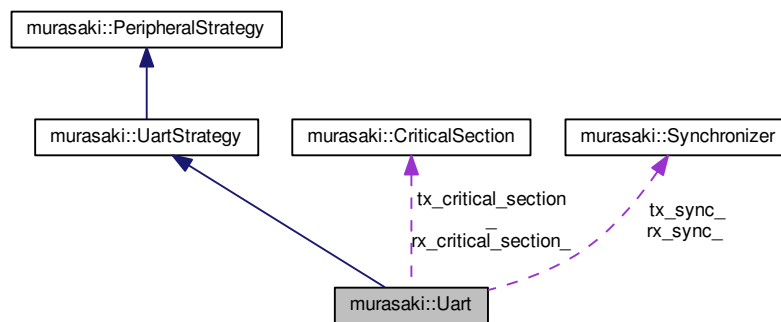 murasaki::PeripheralStrategy
murasaki::UartStrategy
murasaki::CriticalSection
murasaki::Synchronizer
tx_critical_section
_
rx_critical_section_
tx_sync_
rx_sync_
murasaki::Uart